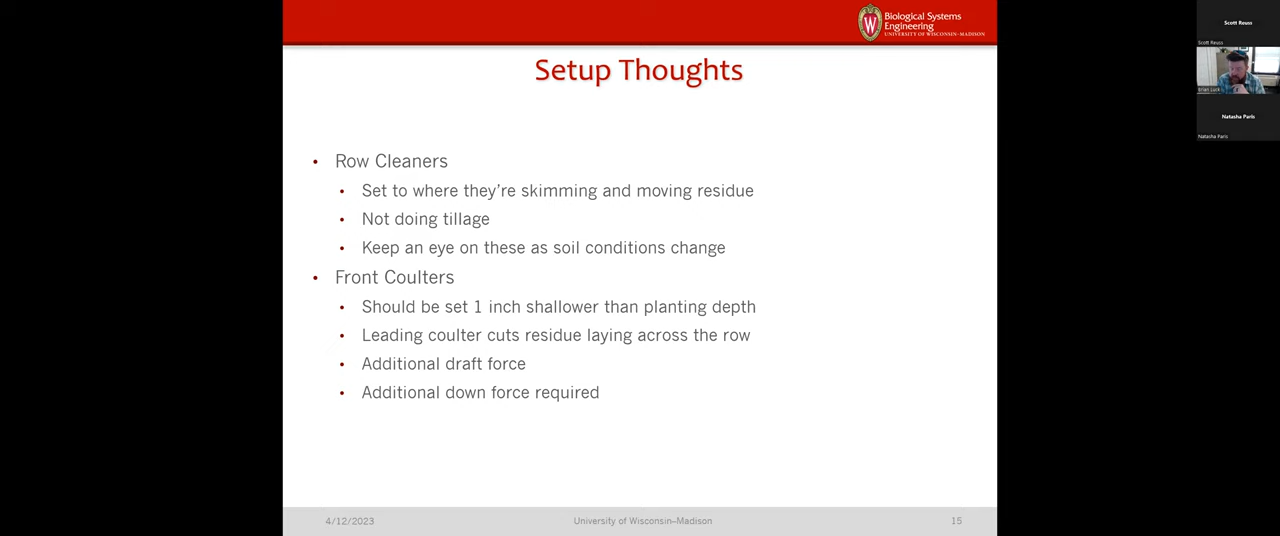 Biological Systems
Engineering
UNIVERSITY OF WISCONSIN–MADISON
Setup Thoughts
• Row Cleaners
• Set to where they’re skimming and moving residue
• Not doing tillage
• Keep an eye on these as soil conditions change
• Front Coulters
• Should be set 1 inch shallower than planting depth
• Leading coulter cuts residue laying across the row
• Additional draft force
• Additional down force required
4/12/2023
University of Wisconsin–Madison
15
Scott Reuss
Scott Reuss
Brian Luck
Natasha Paris
Natasha Paris